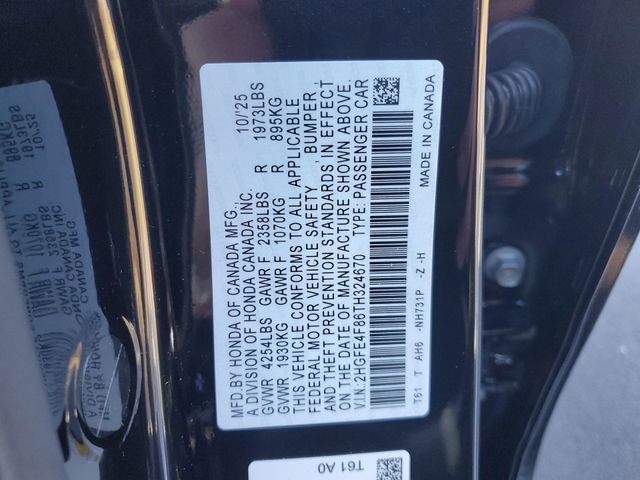 MFD BY HONDA OF CANADA MFG., 10/'25
A DIVISION OF HONDA CANADA INC.
GVWR 4254LBS GAWR F 2358LBS R 1973LBS
GVWR 1930KG GAWR F 1070KG R 895KG
THIS VEHICLE CONFORMS TO ALL APPLICABLE
FEDERAL MOTOR VEHICLE SAFETY, BUMPER
AND THEFT PREVENTION STANDARDS IN EFFECT
ON THE DATE OF MANUFACTURE SHOWN ABOVE.
V.I.N: 2HGFE4F86TH324670 TYPE: PASSENGER CAR
T61 T AH6 -NH731P -Z -H MADE IN CANADA
T61 A0